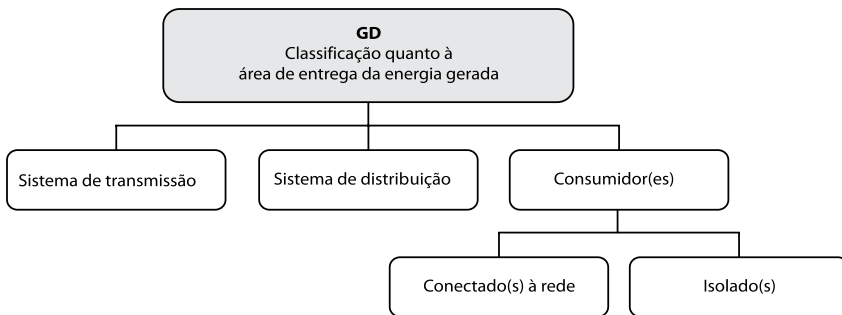 GD
Classificação quanto à
área de entrega da energia gerada
Sistema de transmissão
Sistema de distribuição
Consumidor(es)
Conectado(s) à rede
Isolado(s)